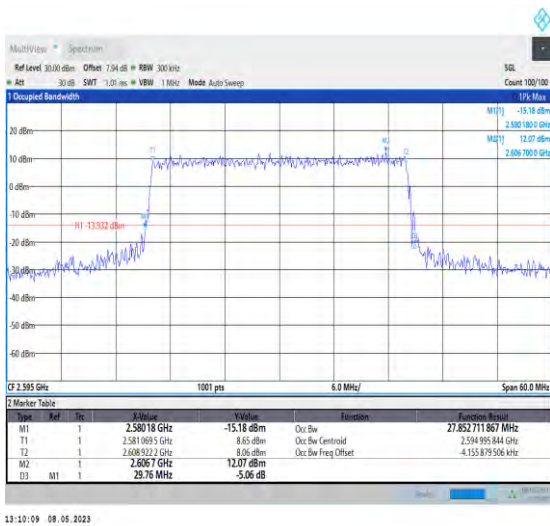 MultiView Spectrum
Ref Level 30.00 dBm Offset 7.94 dB RBW 300 kHz SGL
Att 30 dB SWT 1.01 ms VBW 1 MHz Mode Auto Sweep Count 100/100
1 Occupied Bandwidth 1Pk Max
M1[1] -15.18 dBm
2.580 180 0 GHz
M2[1] 12.07 dBm
2.606 700 0 GHz
20 dBm
T1 M2 T2
10 dBm
0 dBm
-10 dBm
M1
H1 -13.932 dBm
-20 dBm
-30 dBm
-40 dBm
-50 dBm
-60 dBm
CF 2.595 GHz 1001 pts 6.0 MHz/ Span 60.0 MHz
2 Marker Table
Type Ref Trc X-Value Y-Value Function Function Result
M1 1 2.58018 GHz -15.18 dBm Occ Bw 27.852 711 867 MHz
T1 1 2.581 069 5 GHz 8.65 dBm Occ Bw Centroid 2.594 995 844 GHz
T2 1 2.608 922 2 GHz 8.06 dBm Occ Bw Freq Offset -4.155 879 506 kHz
M2 1 2.6067 GHz 12.07 dBm
D3 M1 1 29.76 MHz -5.06 dB
13:10:09 08.05.2023